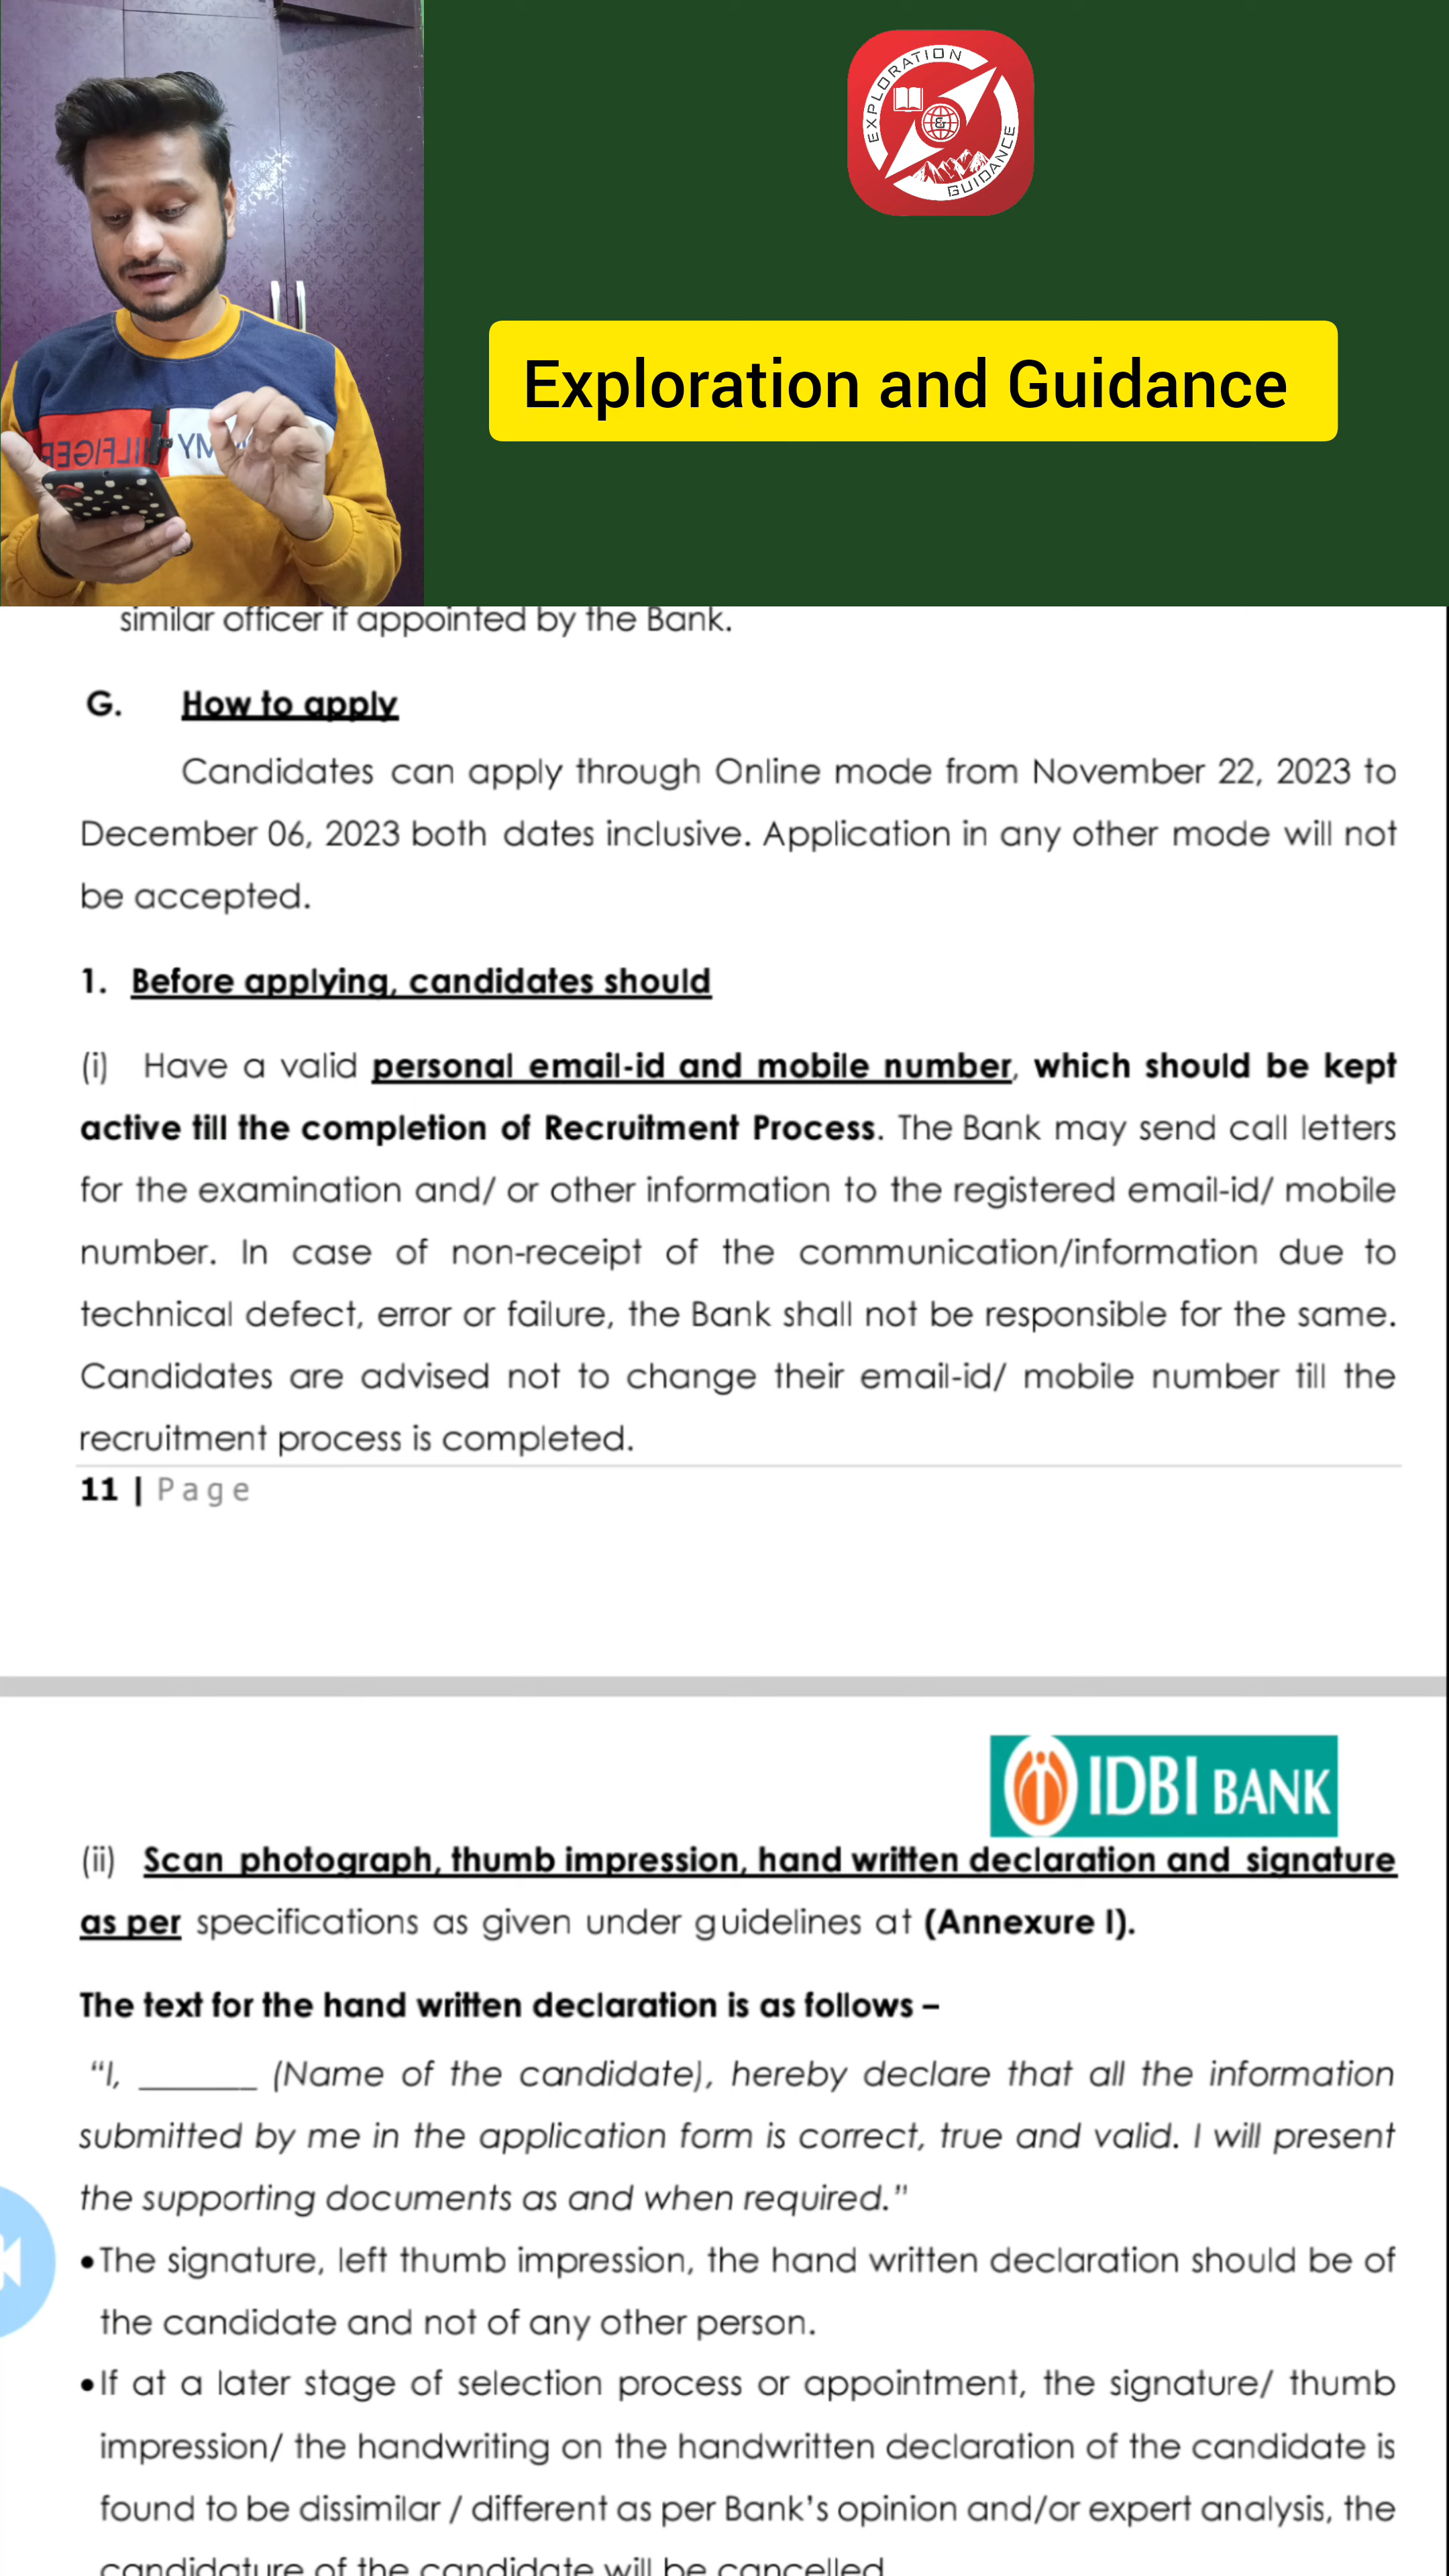 EXPLORATION
&
GUIDANCE
Exploration and Guidance
HILFIGER
similar officer if appointed by the Bank.
G. How to apply
Candidates can apply through Online mode from November 22, 2023 to
December 06, 2023 both dates inclusive. Application in any other mode will not
be accepted.
1. Before applying, candidates should
(i) Have a valid personal email-id and mobile number, which should be kept
active till the completion of Recruitment Process. The Bank may send call letters
for the examination and/ or other information to the registered email-id/ mobile
number. In case of non-receipt of the communication/information due to
technical defect, error or failure, the Bank shall not be responsible for the same.
Candidates are advised not to change their email-id/ mobile number till the
recruitment process is completed.
11 | Page
IDBI BANK
(ii) Scan photograph, thumb impression, hand written declaration and signature
as per specifications as given under guidelines at (Annexure I).
The text for the hand written declaration is as follows –
“I, _______ (Name of the candidate), hereby declare that all the information
submitted by me in the application form is correct, true and valid. I will present
the supporting documents as and when required.”
•The signature, left thumb impression, the hand written declaration should be of
the candidate and not of any other person.
•If at a later stage of selection process or appointment, the signature/ thumb
impression/ the handwriting on the handwritten declaration of the candidate is
found to be dissimilar / different as per Bank’s opinion and/or expert analysis, the
candidature of the candidate will be cancelled